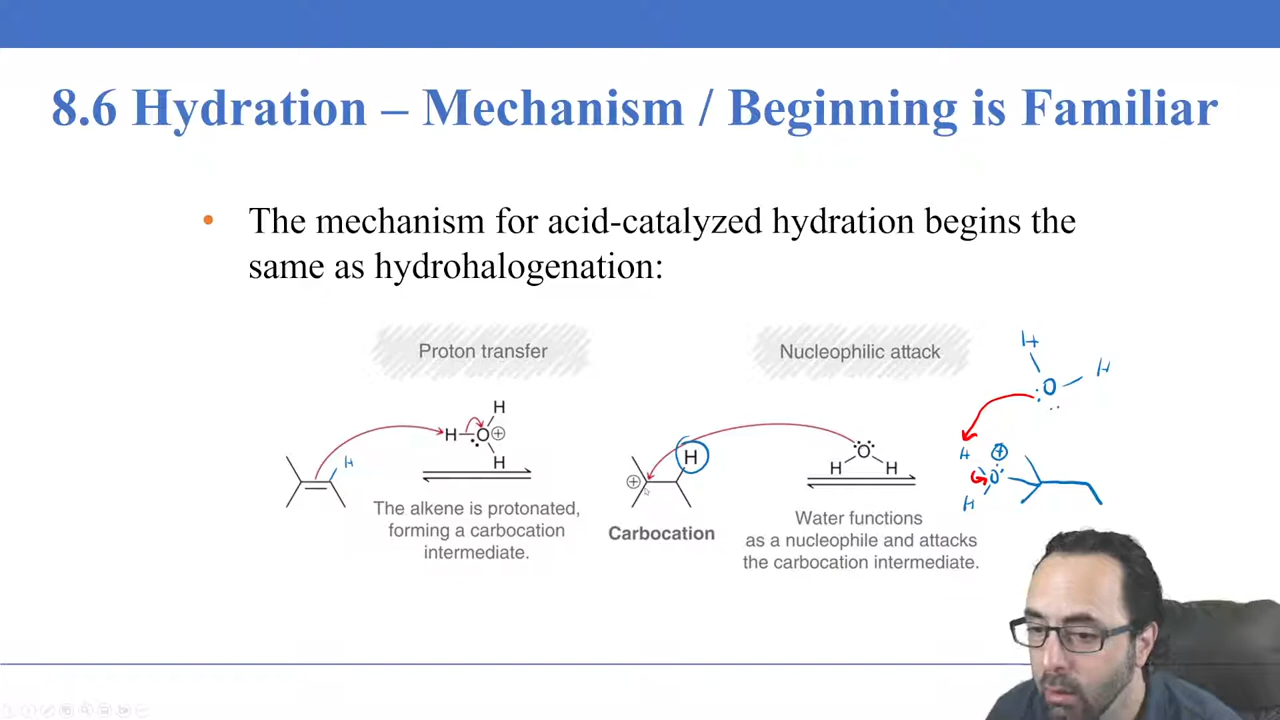 8.6 Hydration – Mechanism / Beginning is Familiar
• The mechanism for acid-catalyzed hydration begins the
same as hydrohalogenation:
Proton transfer
Nucleophilic attack
H
H
O
H
H
H
H–O⊕
H
H
⊕
O
H H
H
⊕
O
H
The alkene is protonated,
forming a carbocation
intermediate.
Carbocation
Water functions
as a nucleophile and attacks
the carbocation intermediate.